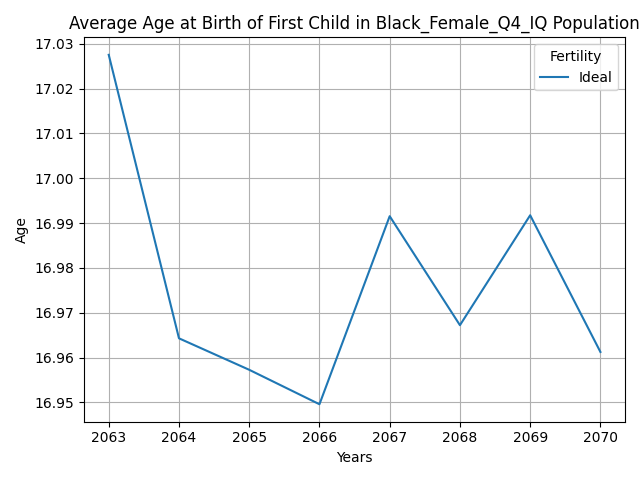 Average Age at Birth of First Child in Black_Female_Q4_IQ Population
17.03
17.02
17.01
17.00
16.99
16.98
16.97
16.96
16.95
Age
Fertility
Ideal
2063 2064 2065 2066 2067 2068 2069 2070
Years